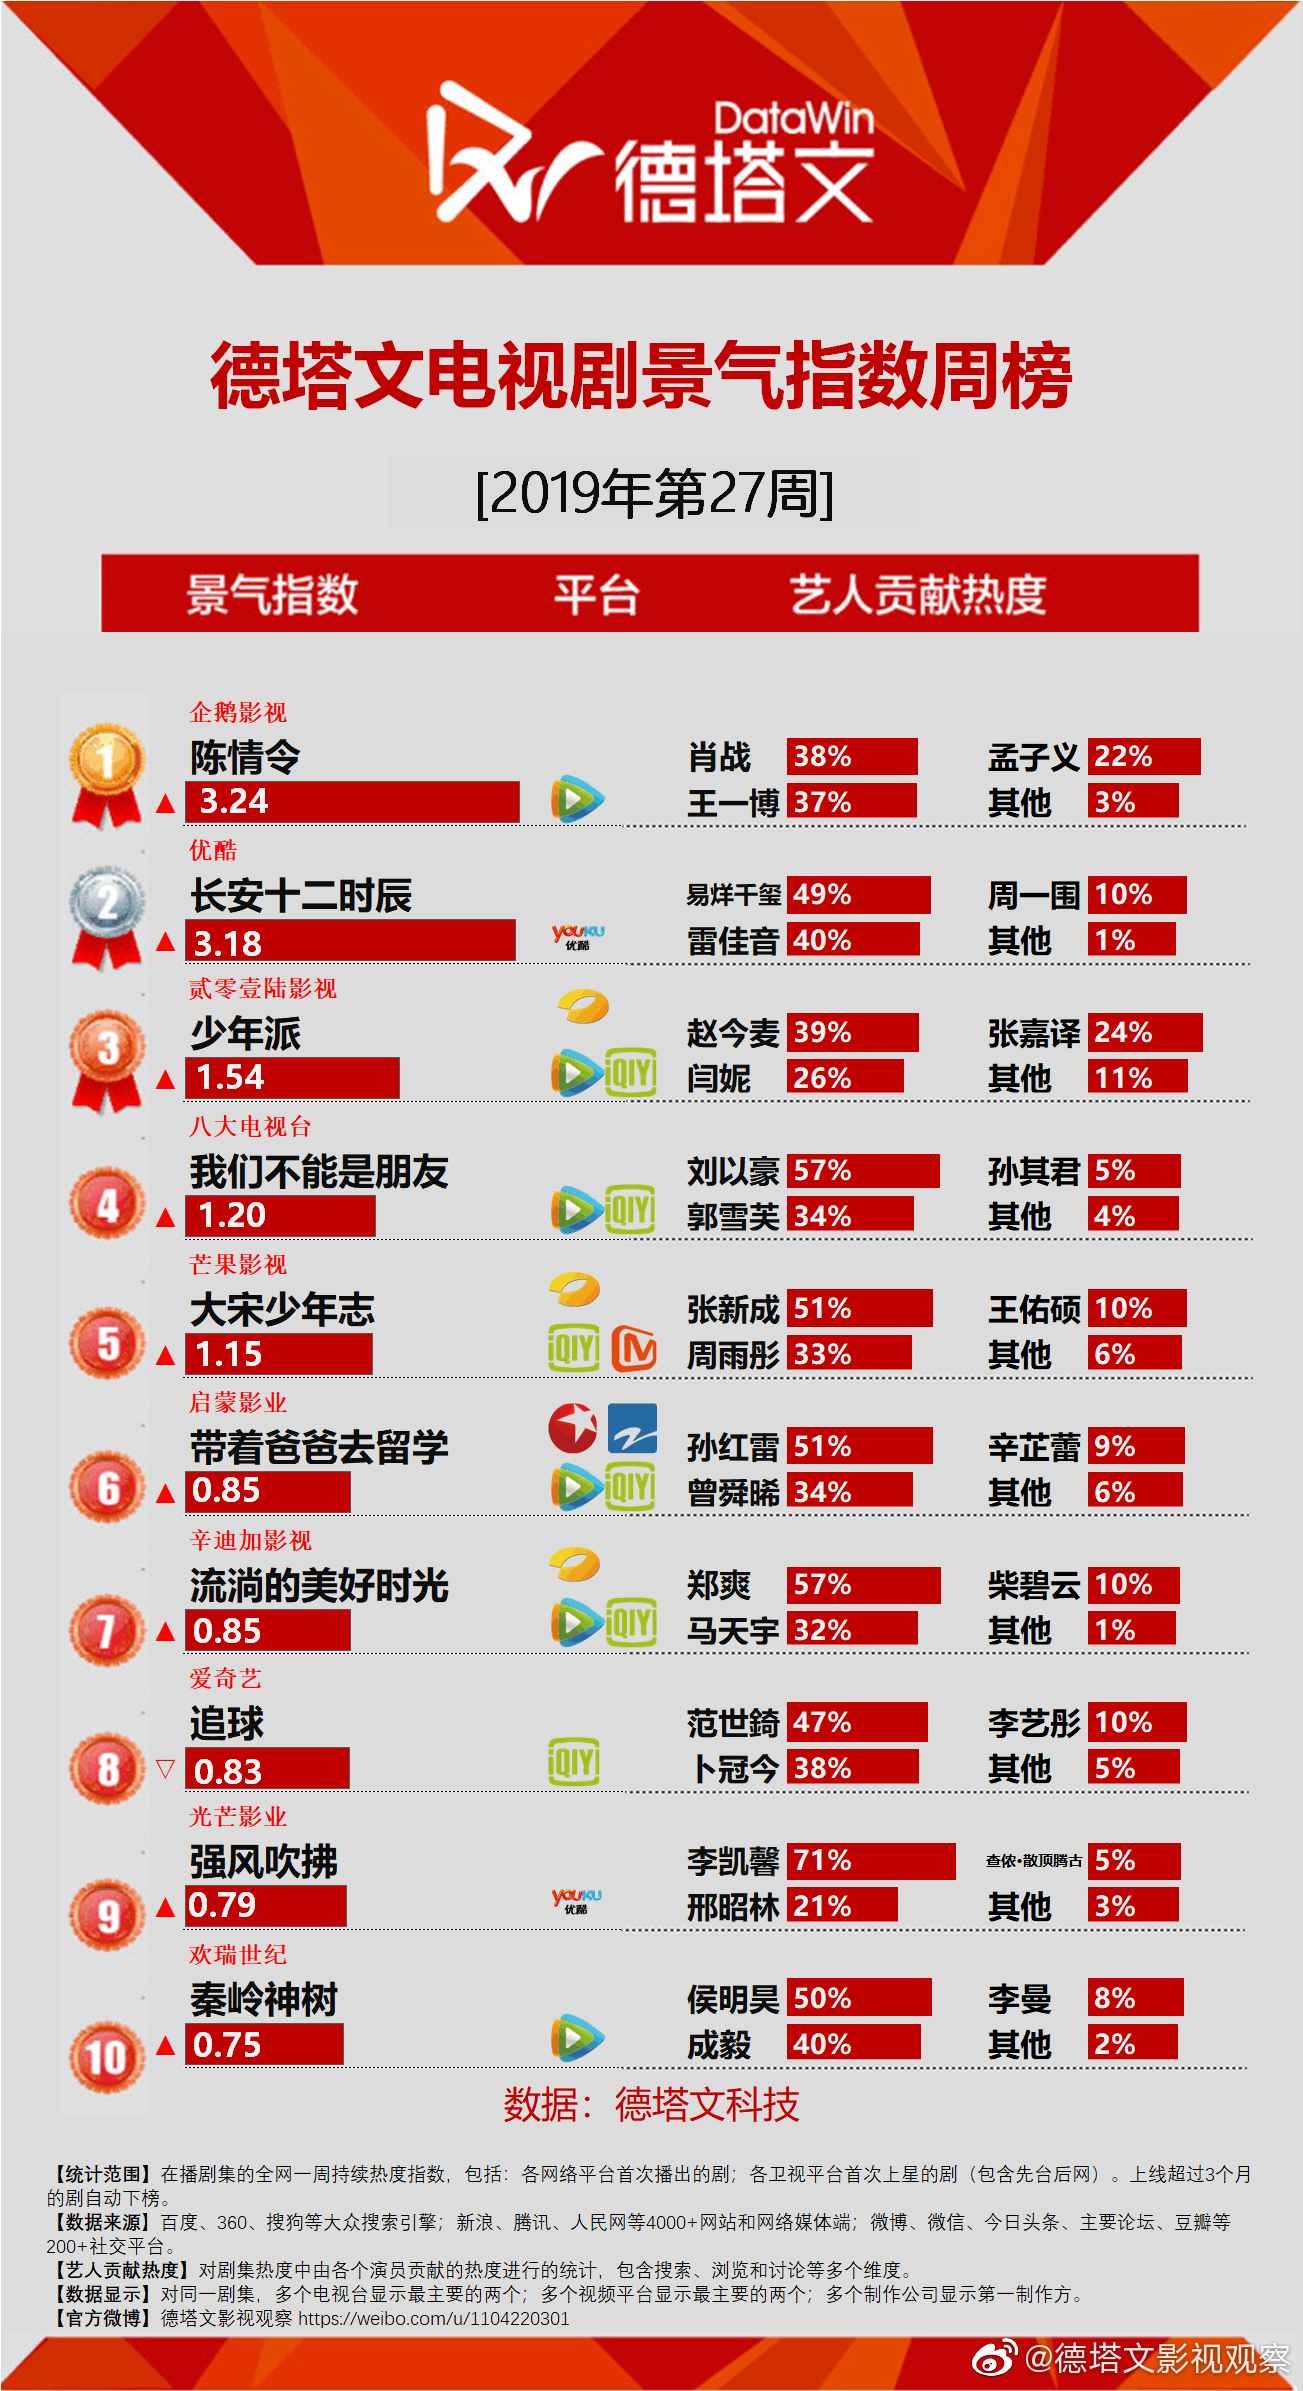 DataWin
德塔文
德塔文电视剧景气指数周榜
[2019年第27周]
景气指数 平台 艺人贡献热度
企鹅影视
1 陈情令 肖战 38% 孟子义 22%
▲ 3.24 王一博 37% 其他 3%
优酷
2 长安十二时辰 易烊千玺 49% 周一围 10%
▲ 3.18 YOUKU 优酷 雷佳音 40% 其他 1%
贰零壹陆影视
3 少年派 赵今麦 39% 张嘉译 24%
▲ 1.54 iQIY 闫妮 26% 其他 11%
八大电视台
4 我们不能是朋友 刘以豪 57% 孙其君 5%
▲ 1.20 iQIY 郭雪芙 34% 其他 4%
芒果影视
5 大宋少年志 张新成 51% 王佑硕 10%
▲ 1.15 iQIY 周雨彤 33% 其他 6%
启蒙影业
6 带着爸爸去留学 孙红雷 51% 辛芷蕾 9%
▲ 0.85 iQIY 曾舜晞 34% 其他 6%
辛迪加影视
7 流淌的美好时光 郑爽 57% 柴碧云 10%
▲ 0.85 iQIY 马天宇 32% 其他 1%
爱奇艺
8 追球 范世錡 47% 李艺彤 10%
▽ 0.83 iQIY 卜冠今 38% 其他 5%
光芒影业
9 强风吹拂 李凯馨 71% 查侬·散顶腾古 5%
▲ 0.79 YOUKU 优酷 邢昭林 21% 其他 3%
欢瑞世纪
10 秦岭神树 侯明昊 50% 李曼 8%
▲ 0.75 成毅 40% 其他 2%
数据：德塔文科技
【统计范围】在播剧集的全网一周持续热度指数，包括：各网络平台首次播出的剧；各卫视平台首次上星的剧（包含先台后网）。上线超过3个月
的剧自动下榜。
【数据来源】百度、360、搜狗等大众搜索引擎；新浪、腾讯、人民网等4000+网站和网络媒体端；微博、微信、今日头条、主要论坛、豆瓣等
200+社交平台。
【艺人贡献热度】对剧集热度中由各个演员贡献的热度进行的统计，包含搜索、浏览和讨论等多个维度。
【数据显示】对同一剧集，多个电视台显示最主要的两个；多个视频平台显示最主要的两个；多个制作公司显示第一制作方。
【官方微博】德塔文影视观察 https://weibo.com/u/1104220301
@德塔文影视观察